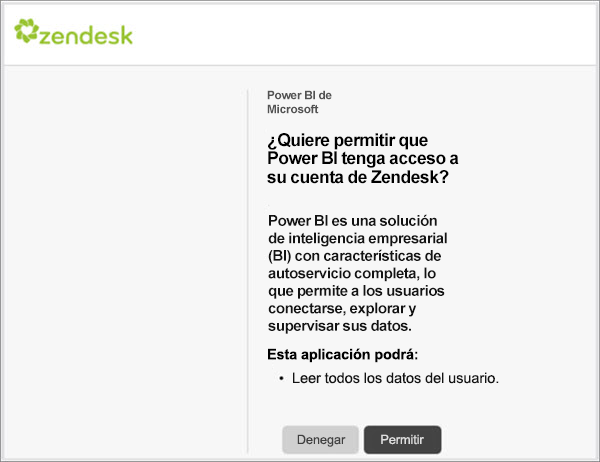 zendesk
Power BI de
Microsoft
¿Quiere permitir que
Power BI tenga acceso a
su cuenta de Zendesk?
Power BI es una solución
de inteligencia empresarial
(BI) con características de
autoservicio completa, lo
que permite a los usuarios
conectarse, explorar y
supervisar sus datos.
Esta aplicación podrá:
• Leer todos los datos del usuario.
Denegar Permitir